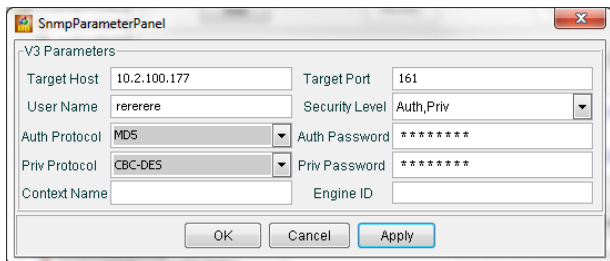 SnmpParameterPanel
V3 Parameters
Target Host 10.2.100.177 Target Port 161
User Name rererere Security Level Auth,Priv
Auth Protocol MD5 Auth Password ********
Priv Protocol CBC-DES Priv Password ********
Context Name Engine ID
OK Cancel Apply